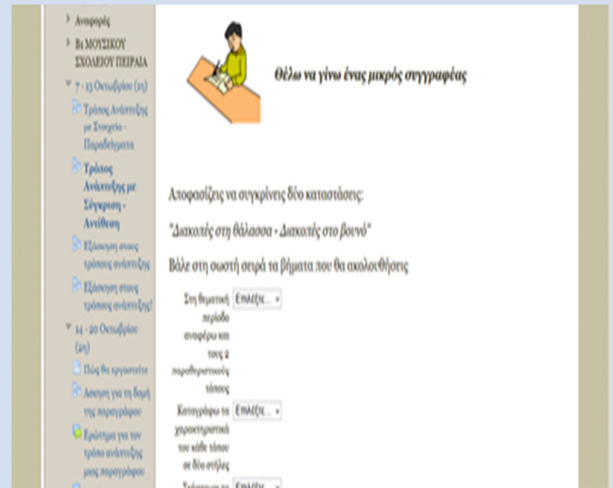 Αναφορές
Β1 ΜΟΥΣΙΚΟΥ
ΣΧΟΛΕΙΟΥ ΠΕΙΡΑΙΑ
7 - 13 Οκτωβρίου (1η)
Τρόπος Ανάπτυξης
με Στοιχεία -
Παραδείγματα
Τρόπος
Ανάπτυξης με
Σύγκριση -
Αντίθεση
Εξάσκηση στους
τρόπους ανάπτυξης
Εξάσκηση στους
τρόπους ανάπτυξης!
14 - 20 Οκτωβρίου
(2η)
Πώς θα εργαστείτε
Άσκηση για τη δομή
της παραγράφου
Ερώτημα για τον
τρόπο ανάπτυξης
μιας παραγράφου
Θέλω να γίνω ένας μικρός συγγραφέας
Αποφασίζεις να συγκρίνεις δύο καταστάσεις:
"Διακοπές στη θάλασσα - Διακοπές στο βουνό"
Βάλε στη σωστή σειρά τα βήματα που θα ακολουθήσεις
Στη θεματική Επιλέξτε...
περίοδο
αναφέρω και
τους 2
παραθεριστικούς
τόπους
Καταγράφω τα Επιλέξτε...
χαρακτηριστικά
του κάθε τόπου
σε δύο στήλες
Επιλέξτε...